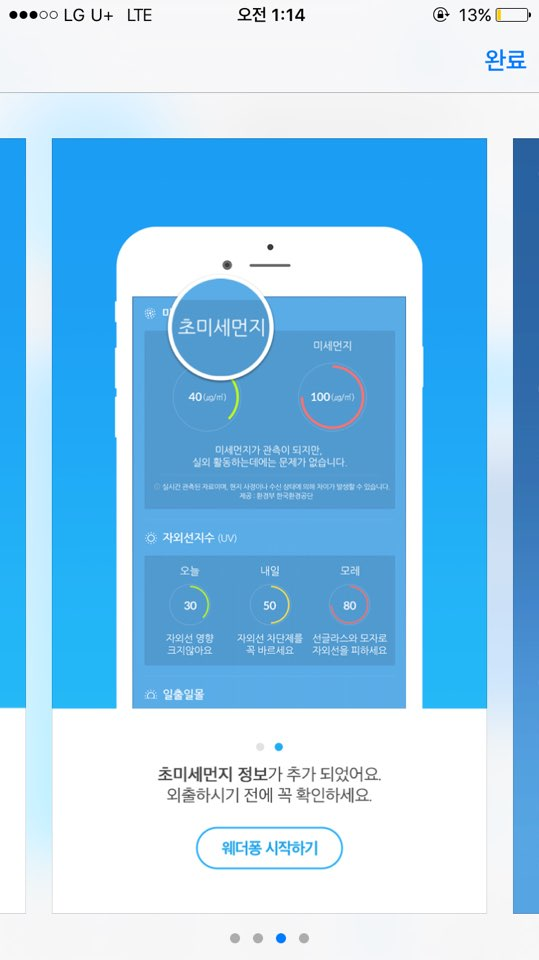 LG U+ LTE 오전 1:14 13%
완료
초미세먼지
미세먼지
40(㎍/㎥) 100(㎍/㎥)
미세먼지가 관측이 되지만,
실외 활동하는데에는 문제가 없습니다.
ⓘ 실시간 관측된 자료이며, 현지 사정이나 수신 상태에 의해 차이가 발생할 수 있습니다.
제공 : 환경부 한국환경공단
자외선지수 (UV)
오늘 내일 모레
30 50 80
자외선 영향 자외선 차단제를 선글라스와 모자로
크지않아요 꼭 바르세요 자외선을 피하세요
일출일몰
초미세먼지 정보가 추가 되었어요.
외출하시기 전에 꼭 확인하세요.
웨더퐁 시작하기